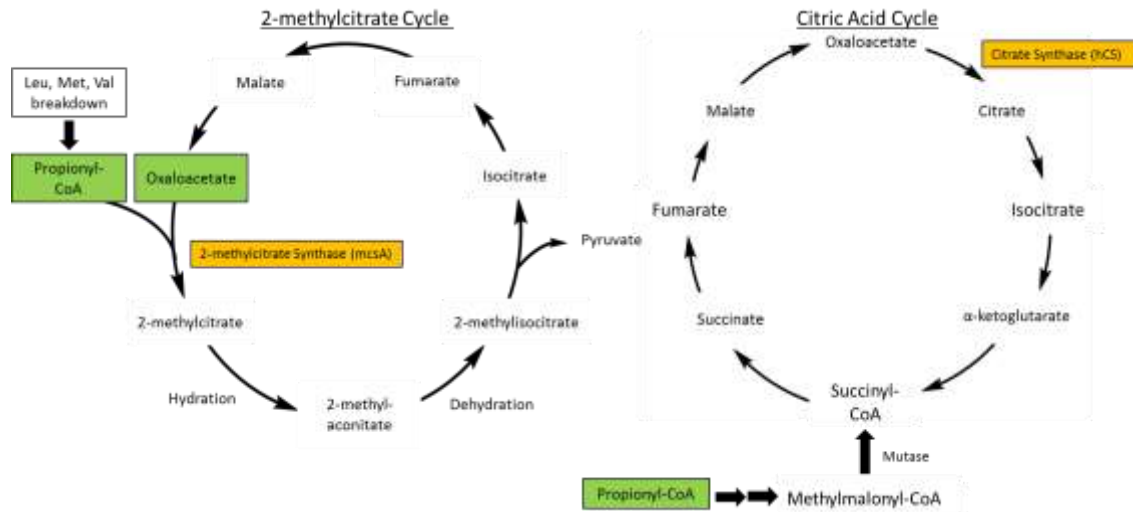 2-methylcitrate Cycle
Leu, Met, Val
breakdown
Propionyl-
CoA
Oxaloacetate
Malate
Fumarate
Isocitrate
2-methylcitrate Synthase (mcsA)
Pyruvate
2-methylcitrate
2-methylisocitrate
Hydration
2-methyl-
aconitate
Dehydration
Citric Acid Cycle
Oxaloacetate
Citrate Synthase (hCS)
Malate
Citrate
Fumarate
Isocitrate
Succinate
α-ketoglutarate
Succinyl-
CoA
Mutase
Propionyl-CoA
Methylmalonyl-CoA